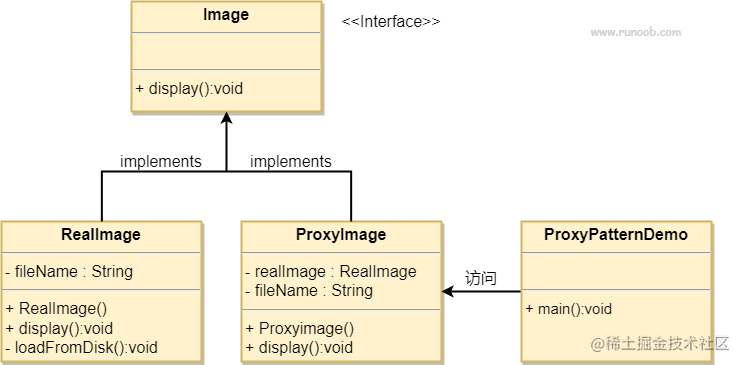 Image
<<Interface>>
www.runoob.com
+ display():void
implements
implements
RealImage
- fileName : String
+ RealImage()
+ display():void
- loadFromDisk():void
ProxyImage
- realImage : RealImage
- fileName : String
+ Proxyimage()
+ display():void
访问
ProxyPatternDemo
+ main():void
@稀土掘金技术社区